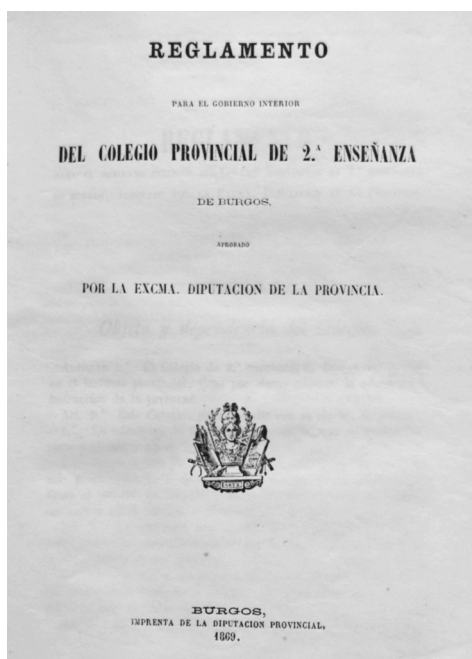 REGLAMENTO
PARA EL GOBIERNO INTERIOR
DEL COLEGIO PROVINCIAL DE 2.ª ENSEÑANZA
DE BURGOS,
APROBADO
POR LA EXCMA. DIPUTACION DE LA PROVINCIA.
BURGOS,
IMPRENTA DE LA DIPUTACION PROVINCIAL,
1869.